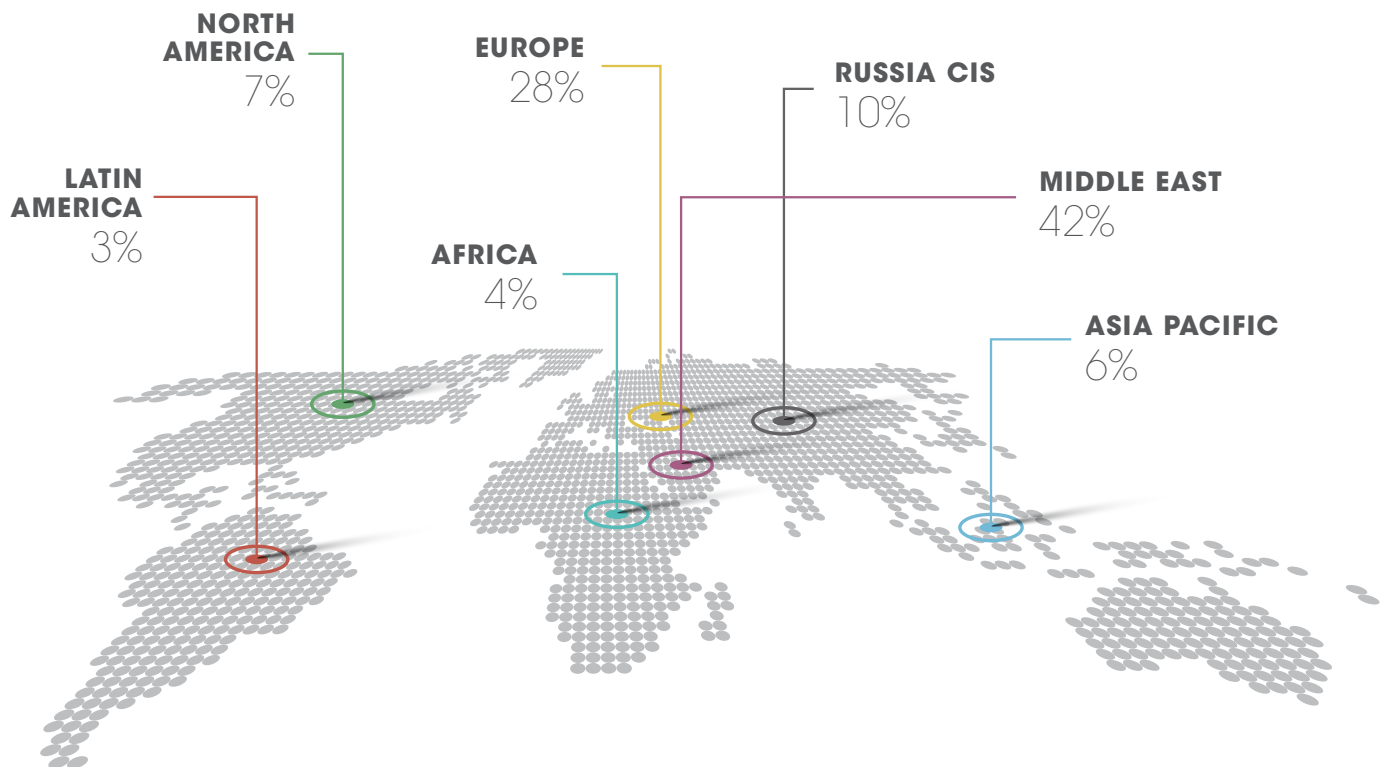 NORTH
AMERICA
7%
EUROPE
28%
RUSSIA CIS
10%
LATIN
AMERICA
3%
MIDDLE EAST
42%
AFRICA
4%
ASIA PACIFIC
6%